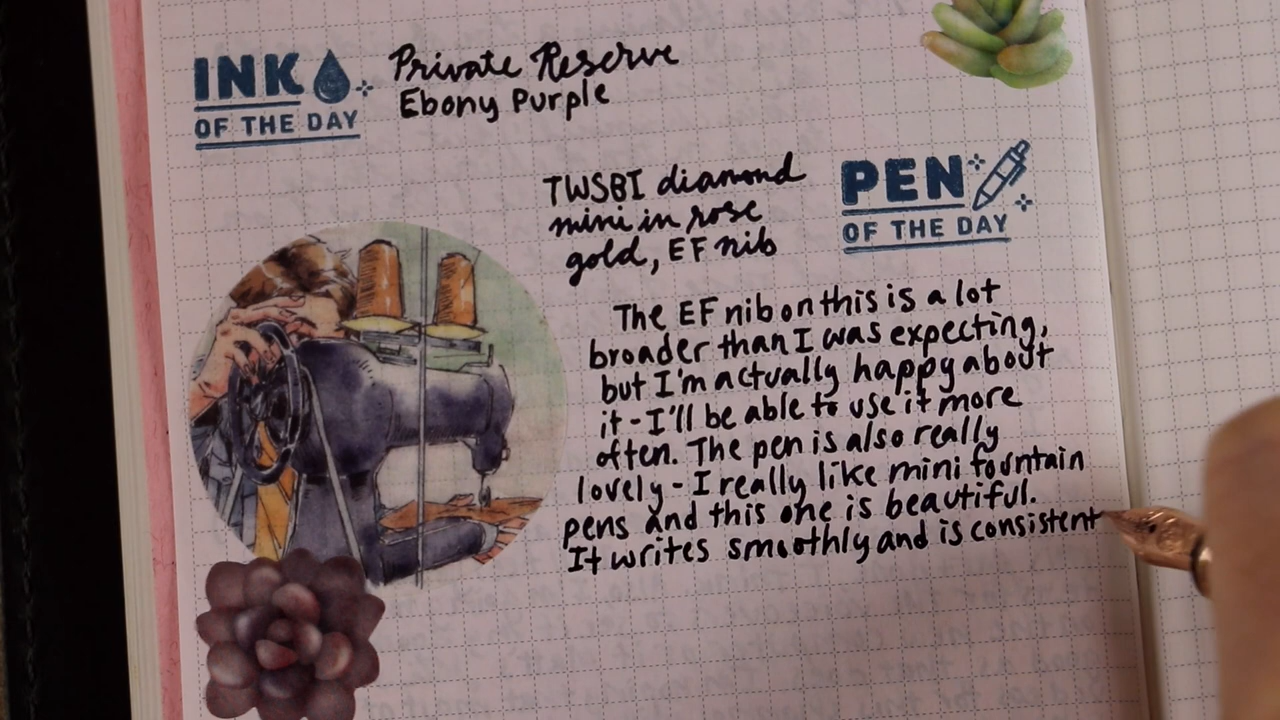 INK
OF THE DAY
Private Reserve
Ebony Purple
TWSBI diamond
mini in rose
gold, EF nib
PEN
OF THE DAY
The EF nib on this is a lot
broader than I was expecting,
but I'm actually happy about
it - I'll be able to use it more
often. The pen is also really
lovely - I really like mini fountain
pens and this one is beautiful.
It writes smoothly and is consistent